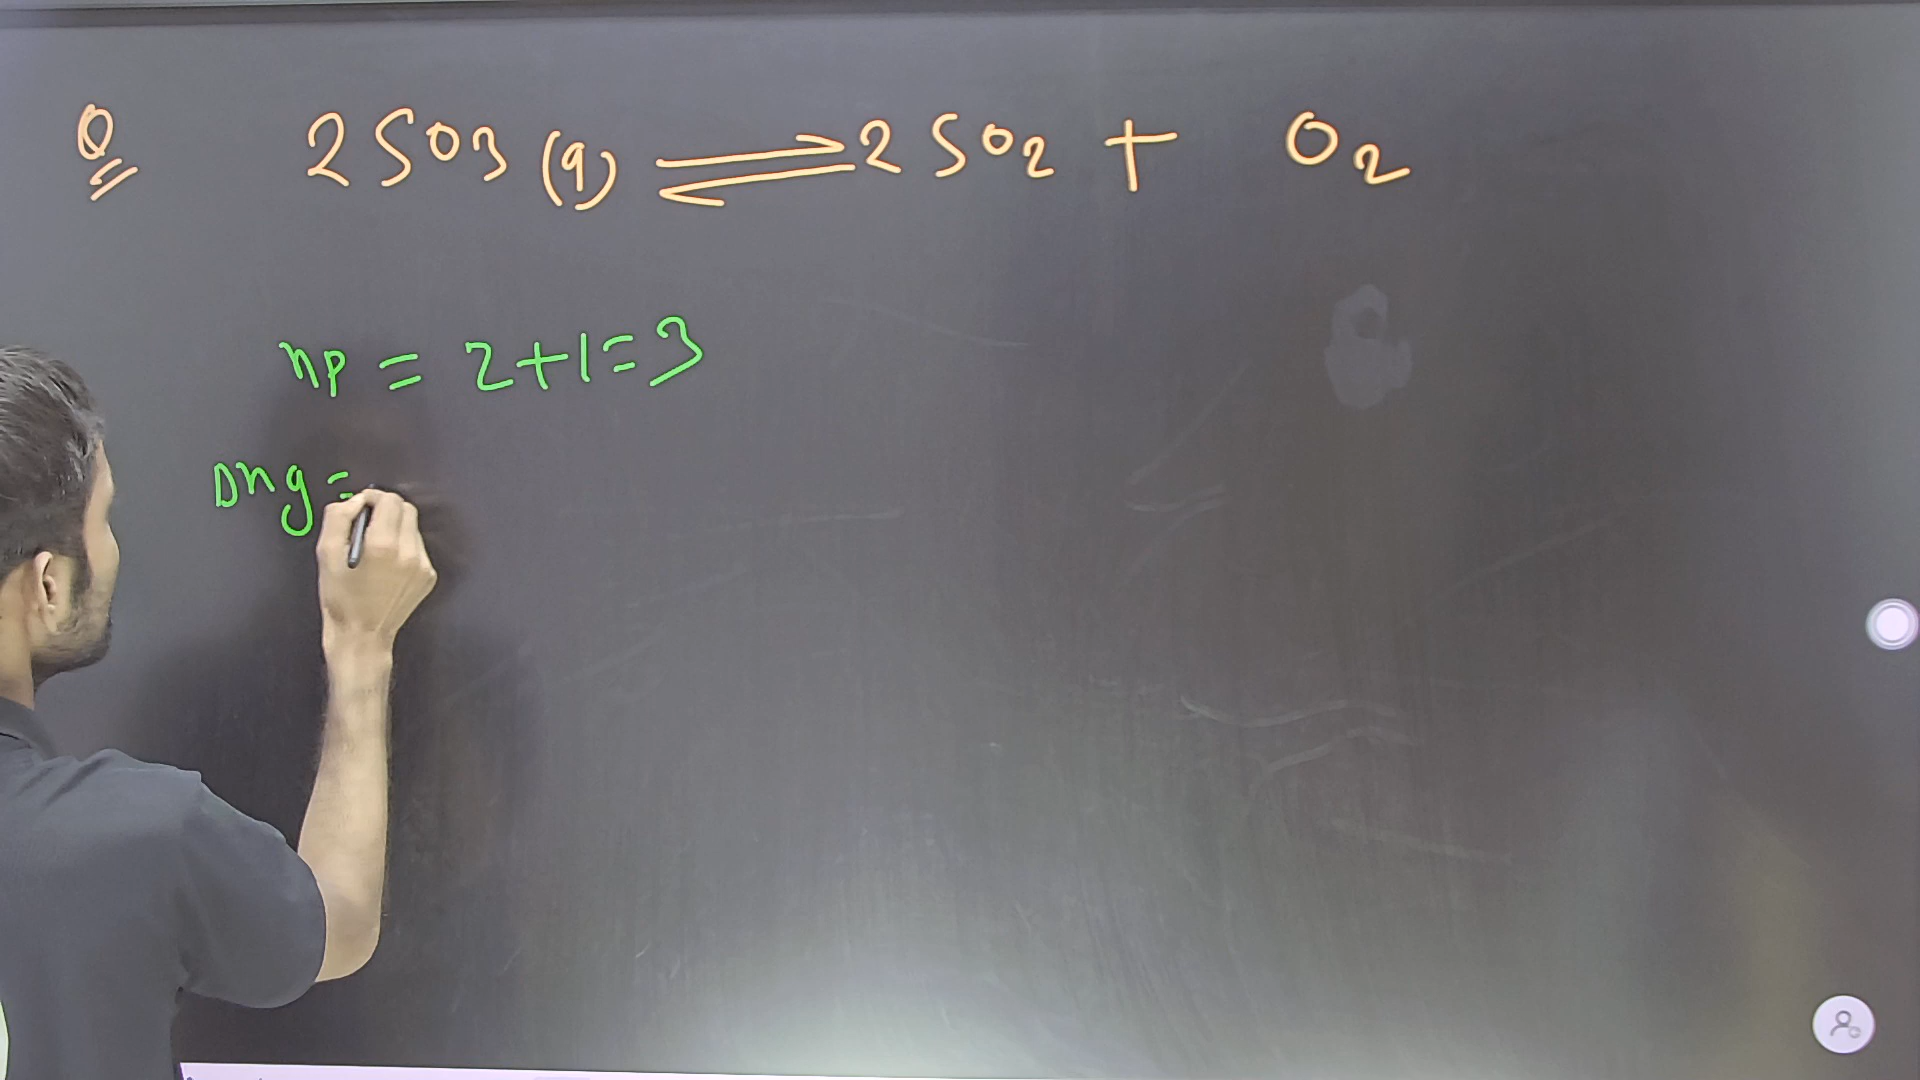 Q 2SO3 (g) ⇌ 2SO2 + O2
np = 2+1=3
Δng =